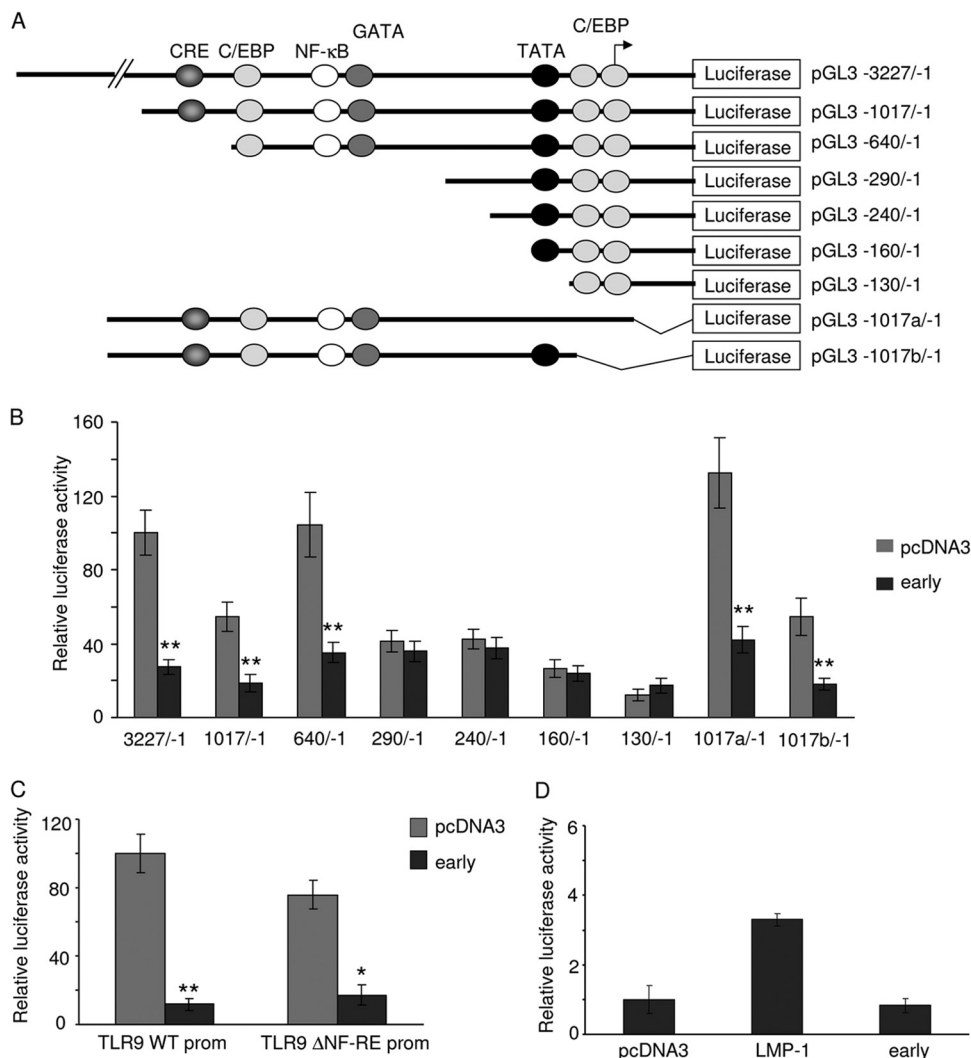 A
CRE C/EBP NF-κB GATA TATA C/EBP
Luciferase pGL3 -3227/-1
Luciferase pGL3 -1017/-1
Luciferase pGL3 -640/-1
Luciferase pGL3 -290/-1
Luciferase pGL3 -240/-1
Luciferase pGL3 -160/-1
Luciferase pGL3 -130/-1
Luciferase pGL3 -1017a/-1
Luciferase pGL3 -1017b/-1
B
Relative luciferase activity
160
120
80
40
0
** ** ** ** **
3227/-1 1017/-1 640/-1 290/-1 240/-1 160/-1 130/-1 1017a/-1 1017b/-1
pcDNA3
early
C
Relative luciferase activity
120
80
40
0
** *
TLR9 WT prom TLR9 ΔNF-RE prom
pcDNA3
early
D
Relative luciferase activity
6
4
2
0
pcDNA3 LMP-1 early